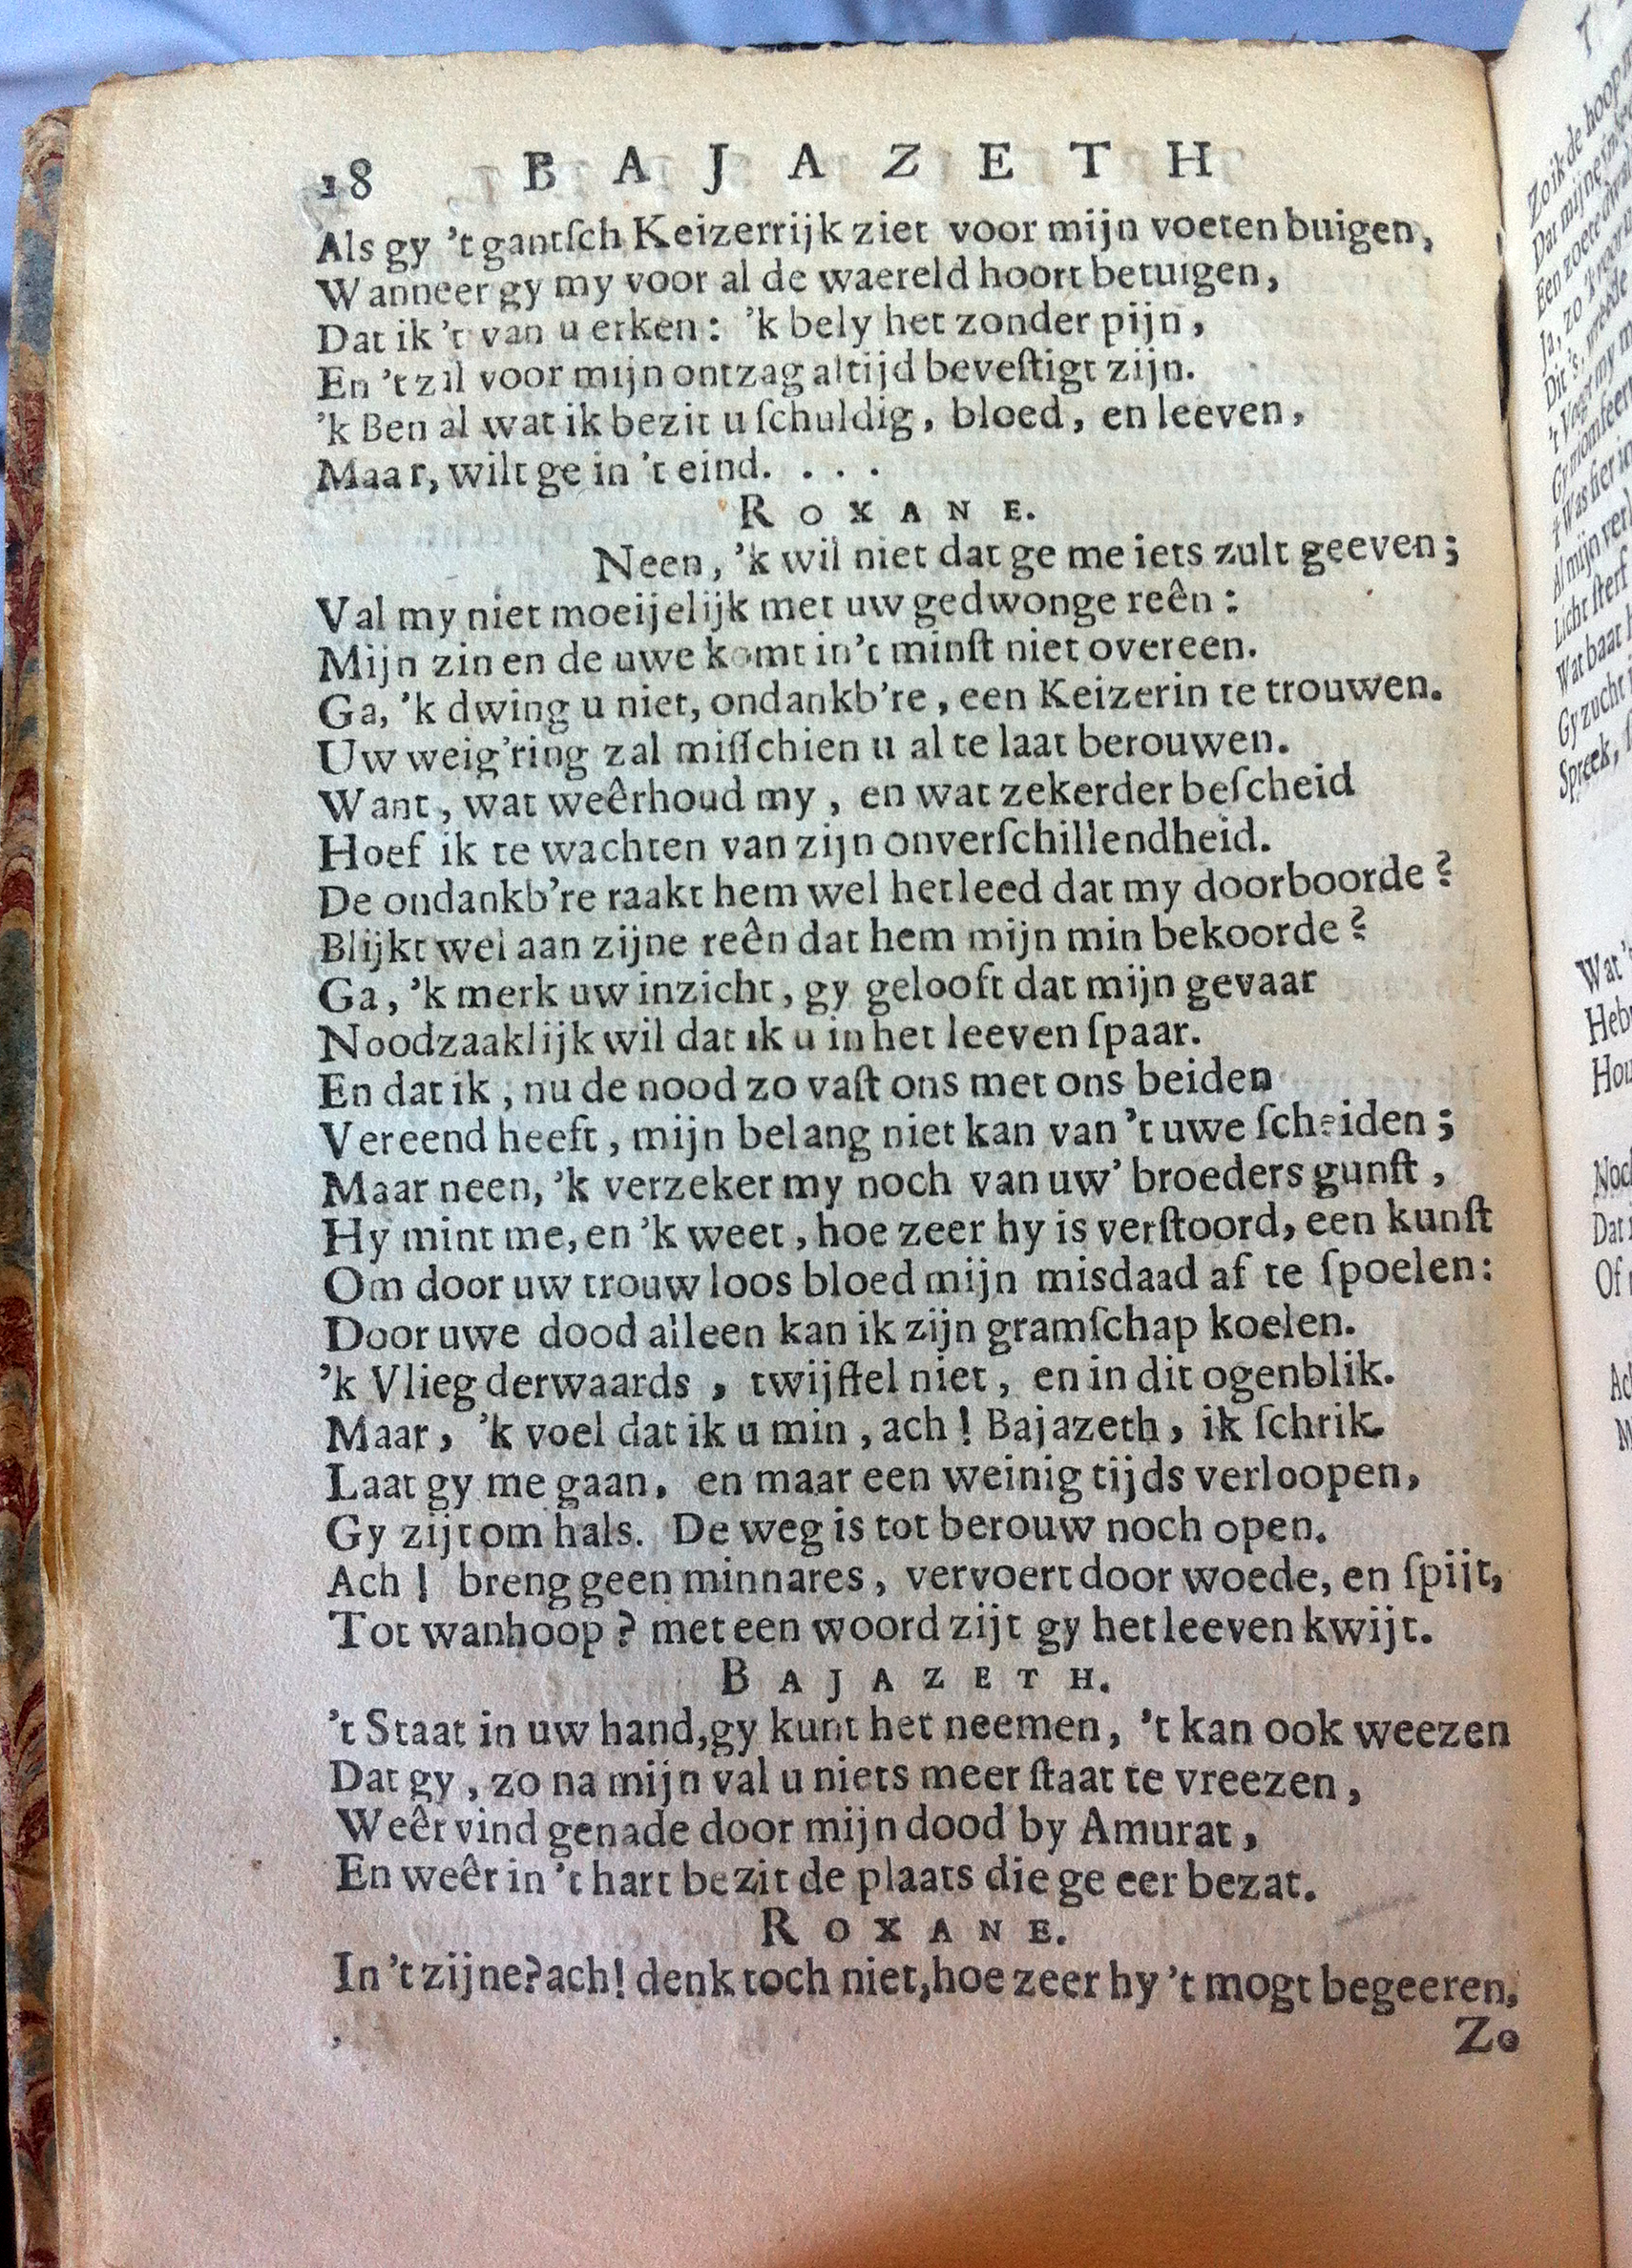 18 BAJAZETH
Als gy 't gantſch Keizerrijk ziet voor mijn voeten buigen,
Wanneer gy my voor al de waereld hoort betuigen,
Dat ik 't van u erken: 'k bely het zonder pijn,
En 't zil voor mijn ontzag altijd beveſtigt zijn.
'k Ben al wat ik bezit u ſchuldig, bloed, en leeven,
Maar, wilt ge in 't eind. . . .
ROXANE.
Neen, 'k wil niet dat ge me iets zult geeven;
Val my niet moeijelijk met uw gedwonge reên:
Mijn zin en de uwe komt in 't minſt niet overeen.
Ga, 'k dwing u niet, ondankb're, een Keizerin te trouwen.
Uw weig'ring zal miſſchien u al te laat berouwen.
Want, wat weêrhoud my, en wat zekerder beſcheid
Hoef ik te wachten van zijn onverſchillendheid.
De ondankb're raakt hem wel het leed dat my doorboorde?
Blijkt wel aan zijne reên dat hem mijn min bekoorde?
Ga, 'k merk uw inzicht, gy gelooft dat mijn gevaar
Noodzaaklijk wil dat ik u in het leeven ſpaar.
En dat ik, nu de nood zo vaſt ons met ons beiden
Vereend heeft, mijn belang niet kan van 't uwe ſcheiden;
Maar neen, 'k verzeker my noch van uw' broeders gunſt,
Hy mint me, en 'k weet, hoe zeer hy is verſtoord, een kunſt
Om door uw trouwloos bloed mijn misdaad af te ſpoelen:
Door uwe dood alleen kan ik zijn gramſchap koelen.
'k Vlieg derwaards, twijffel niet, en in dit ogenblik.
Maar, 'k voel dat ik u min, ach! Bajazeth, ik ſchrik.
Laat gy me gaan, en maar een weinig tijds verloopen,
Gy zijt om hals. De weg is tot berouw noch open.
Ach! breng geen minnares, vervoert door woede, en ſpijt,
Tot wanhoop? met een woord zijt gy het leeven kwijt.
BAJAZETH.
't Staat in uw hand, gy kunt het neemen, 't kan ook weezen
Dat gy, zo na mijn val u niets meer ſtaat te vreezen,
Weêr vind genade door mijn dood by Amurat,
En weêr in 't hart bezit de plaats die ge eer bezat.
ROXANE.
In 't zijne? ach! denk toch niet, hoe zeer hy 't mogt begeeren,
Zo